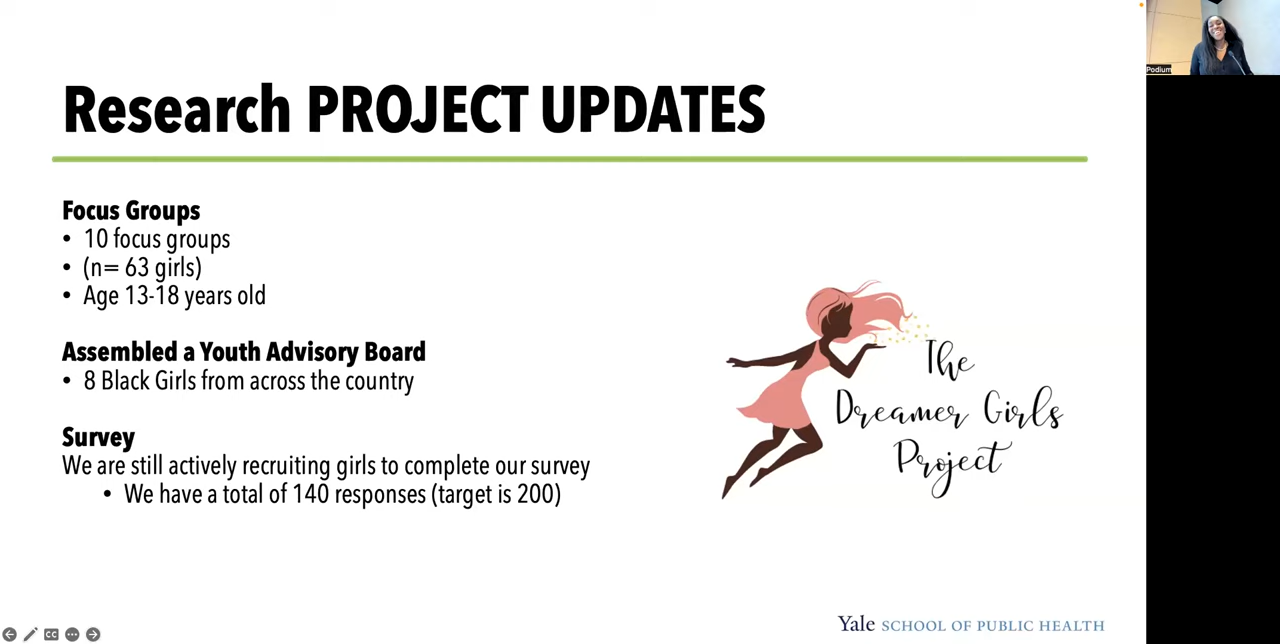 Podium
Research PROJECT UPDATES
Focus Groups
• 10 focus groups
• (n= 63 girls)
• Age 13-18 years old
Assembled a Youth Advisory Board
• 8 Black Girls from across the country
Survey
We are still actively recruiting girls to complete our survey
• We have a total of 140 responses (target is 200)
The
Dreamer Girls
Project
CC
Yale SCHOOL OF PUBLIC HEALTH